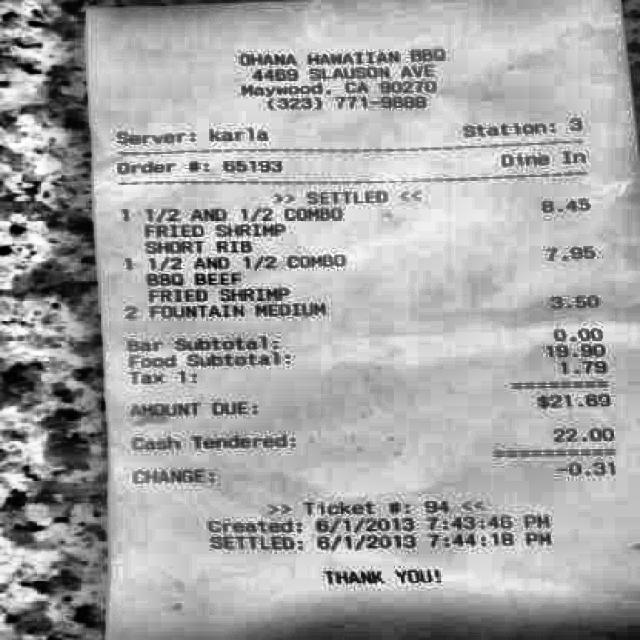 OHANA HAWAIIAN BBQ
4469 SLAUSON AVE
Maywood, CA 90270
(323) 771-9688
Server: karla Station: 3
Order #: 65193 Dine In
>> SETTLED <<
1 1/2 AND 1/2 COMBO 8.45
FRIED SHRIMP
SHORT RIB
1 1/2 AND 1/2 COMBO 7.95
BBQ BEEF
FRIED SHRIMP
2 FOUNTAIN MEDIUM 3.50
Bar Subtotal: 0.00
Food Subtotal: 19.90
Tax 1: 1.79
=========
AMOUNT DUE: $21.69
Cash Tendered: 22.00
===========
CHANGE: -0.31
>> Ticket #: 94 <<
Created: 6/1/2013 7:43:46 PM
SETTLED: 6/1/2013 7:44:18 PM
THANK YOU!